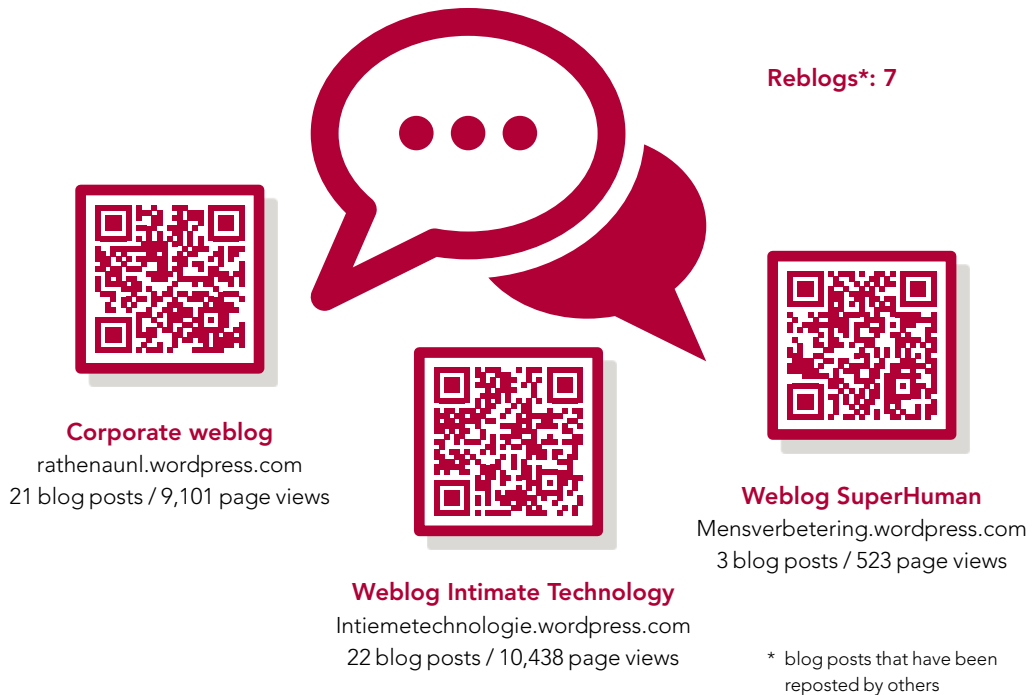 Reblogs*: 7
Corporate weblog
rathenaunl.wordpress.com
21 blog posts / 9,101 page views
Weblog Intimate Technology
Intiemetechnologie.wordpress.com
22 blog posts / 10,438 page views
Weblog SuperHuman
Mensverbetering.wordpress.com
3 blog posts / 523 page views
* blog posts that have been
reposted by others